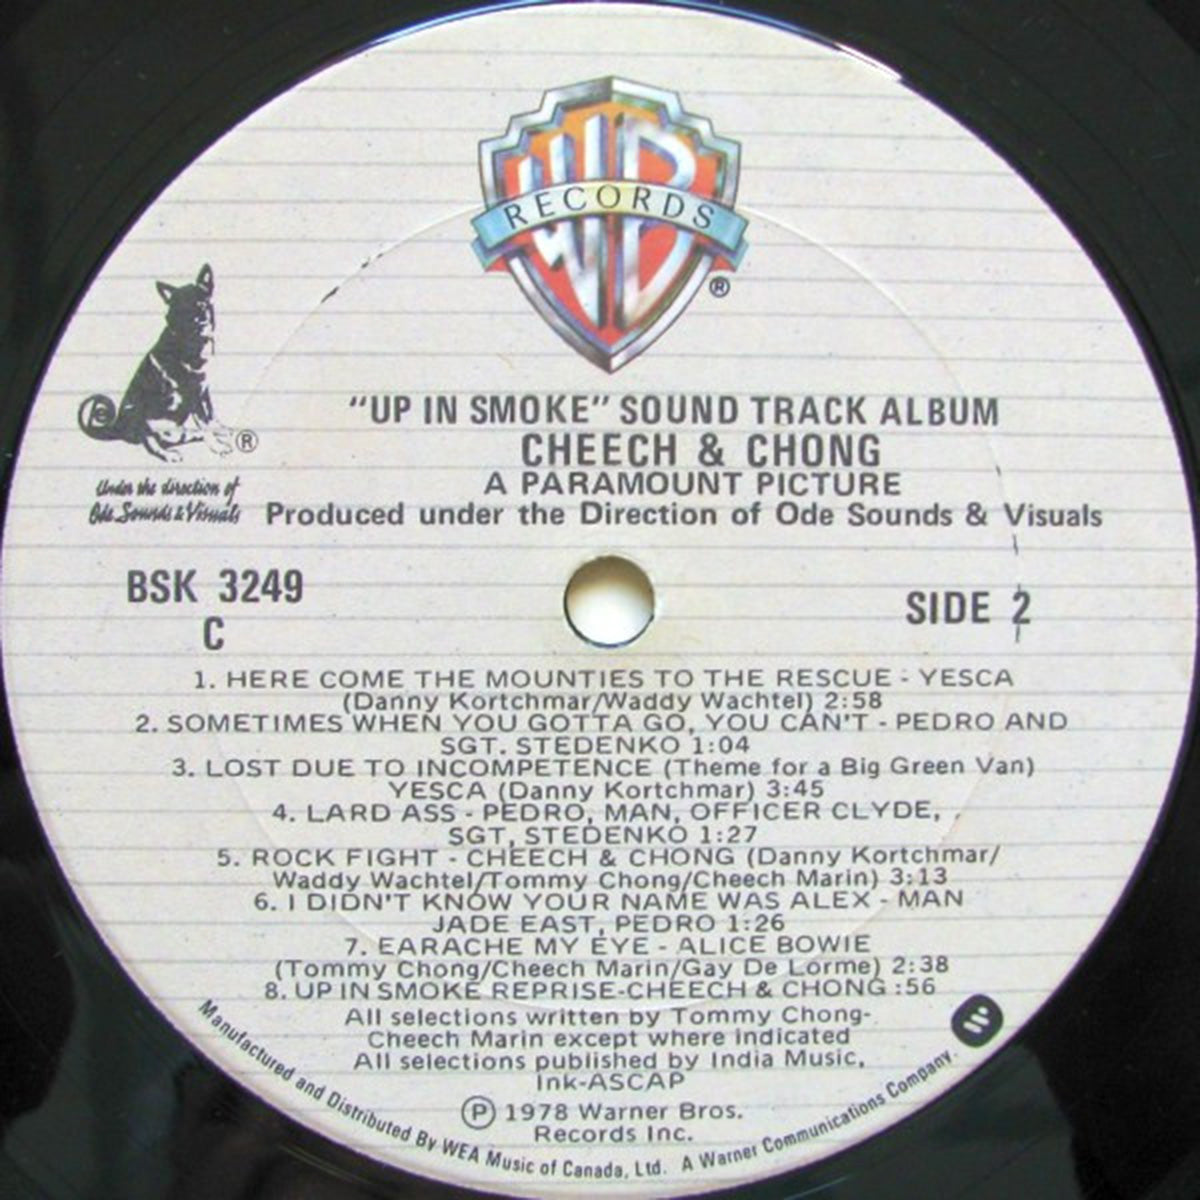 WB
RECORDS
®
®
"UP IN SMOKE" SOUND TRACK ALBUM
CHEECH & CHONG
A PARAMOUNT PICTURE
Under the direction of
Ode Sounds & Visuals
Produced under the Direction of Ode Sounds & Visuals
BSK 3249
C
SIDE 2
1. HERE COME THE MOUNTIES TO THE RESCUE - YESCA
(Danny Kortchmar/Waddy Wachtel) 2:58
2. SOMETIMES WHEN YOU GOTTA GO, YOU CAN'T - PEDRO AND
SGT. STEDENKO 1:04
3. LOST DUE TO INCOMPETENCE (Theme for a Big Green Van)
YESCA (Danny Kortchmar) 3:45
4. LARD ASS - PEDRO, MAN, OFFICER CLYDE,
SGT, STEDENKO 1:27
5. ROCK FIGHT - CHEECH & CHONG (Danny Kortchmar/
Waddy Wachtel/Tommy Chong/Cheech Marin) 3:13
6. I DIDN'T KNOW YOUR NAME WAS ALEX - MAN
JADE EAST, PEDRO 1:26
7. EARACHE MY EYE - ALICE BOWIE
(Tommy Chong/Cheech Marin/Gay De Lorme) 2:38
8. UP IN SMOKE REPRISE-CHEECH & CHONG :56
All selections written by Tommy Chong-
Cheech Marin except where indicated
All selections published by India Music,
Ink-ASCAP
Ⓟ 1978 Warner Bros.
Records Inc.
Manufactured and Distributed By WEA Music of Canada, Ltd. A Warner Communications Company.